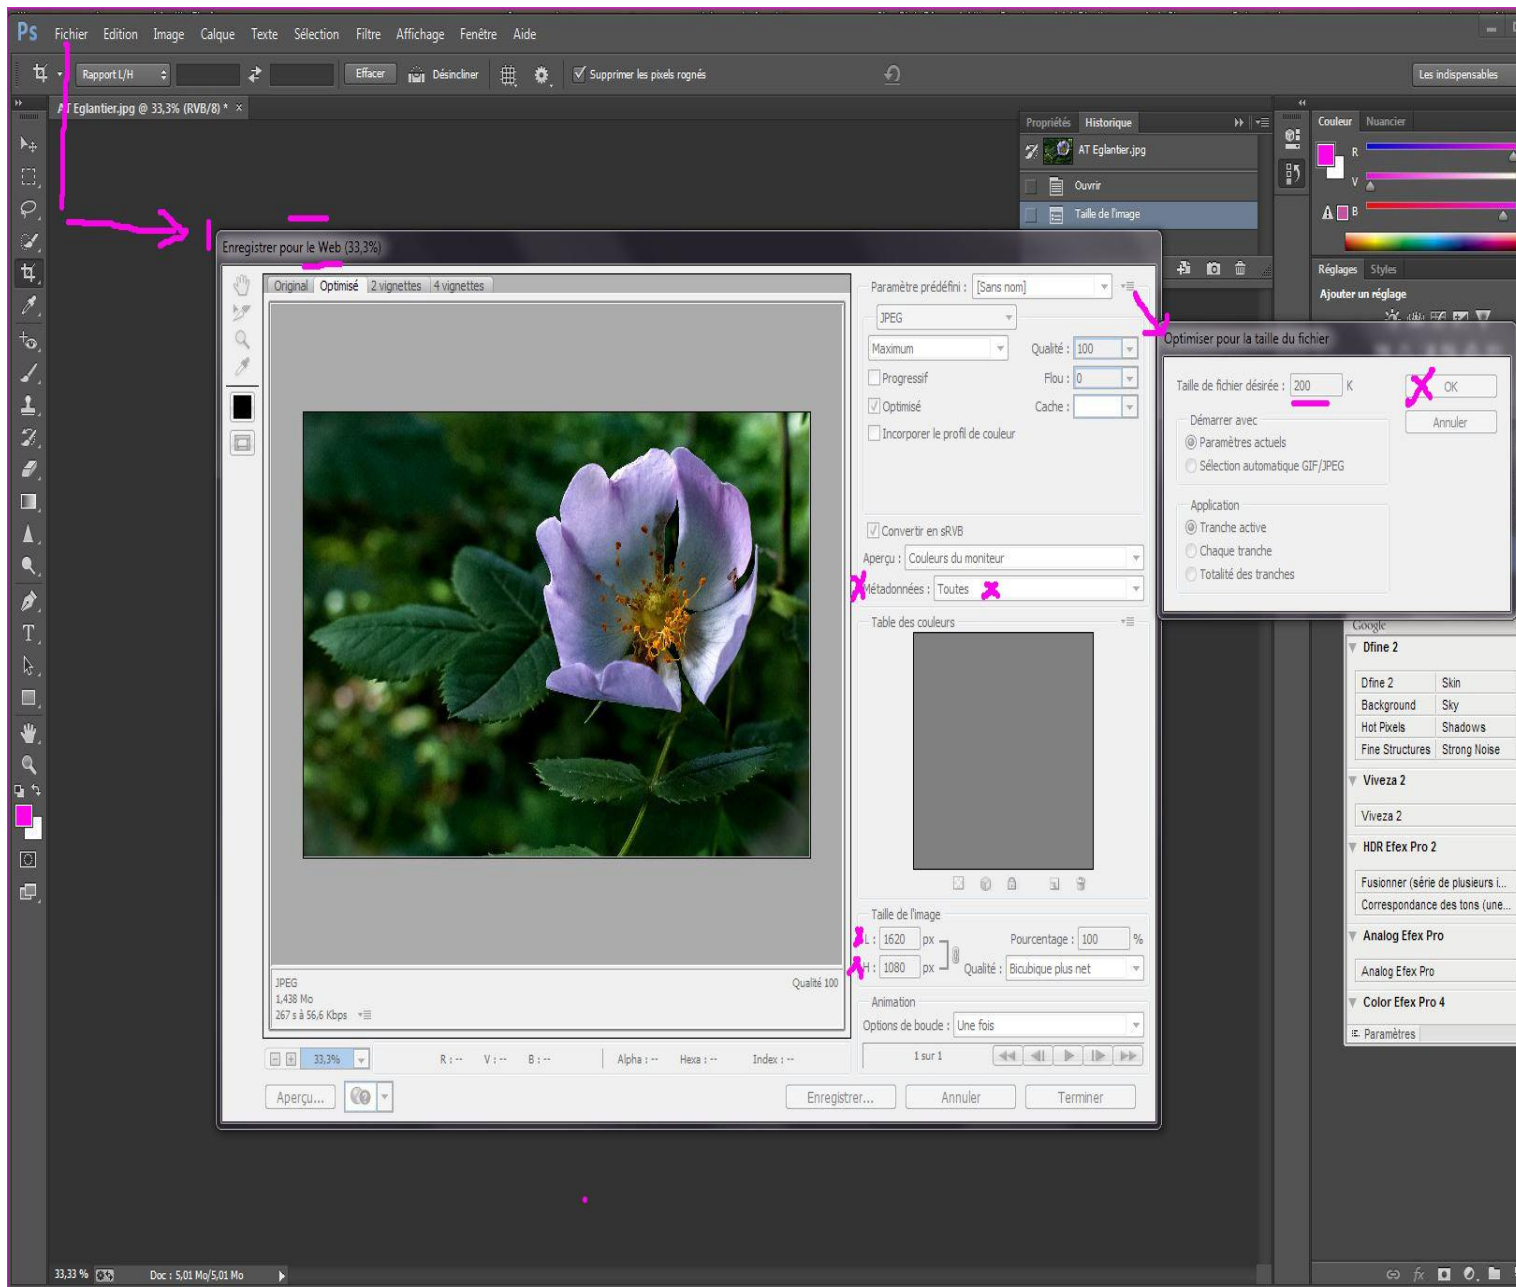 Ps Fichier Edition Image Calque Texte Sélection Filtre Affichage Fenêtre Aide
Rapport L/H Effacer Désincliner Supprimer les pixels rognés Les indispensables
AT Eglantier.jpg @ 33,3% (RVB/8) * ×
Propriétés Historique
AT Eglantier.jpg
Ouvrir
Taille de l'image
Couleur Nuancier
R
V
B
Réglages Styles
Ajouter un réglage
Enregistrer pour le Web (33,3%)
Original Optimisé 2 vignettes 4 vignettes
Paramètre prédéfini : [Sans nom]
JPEG
Maximum Qualité : 100
Progressif Flou : 0
Optimisé Cache :
Incorporer le profil de couleur
Convertir en sRVB
Aperçu : Couleurs du moniteur
Métadonnées : Toutes
Table des couleurs
Taille de l'image
L : 1620 px Pourcentage : 100 %
H : 1080 px Qualité : Bicubique plus net
Animation
Options de boucle : Une fois
1 sur 1
JPEG Qualité 100
1,438 Mo
267 s à 56,6 Kbps
33,3% R : -- V : -- B : -- Alpha : -- Hexa : -- Index : --
Aperçu... Enregistrer... Annuler Terminer
Optimiser pour la taille du fichier
Taille de fichier désirée : 200 K OK
Démarrer avec Annuler
Paramètres actuels
Sélection automatique GIF/JPEG
Application
Tranche active
Chaque tranche
Totalité des tranches
Google
Dfine 2
Dfine 2 Skin
Background Sky
Hot Pixels Shadows
Fine Structures Strong Noise
Viveza 2
Viveza 2
HDR Efex Pro 2
Fusionner (série de plusieurs i...
Correspondance des tons (une...
Analog Efex Pro
Analog Efex Pro
Color Efex Pro 4
Paramètres
33,33 % Doc : 5,01 Mo/5,01 Mo
fx